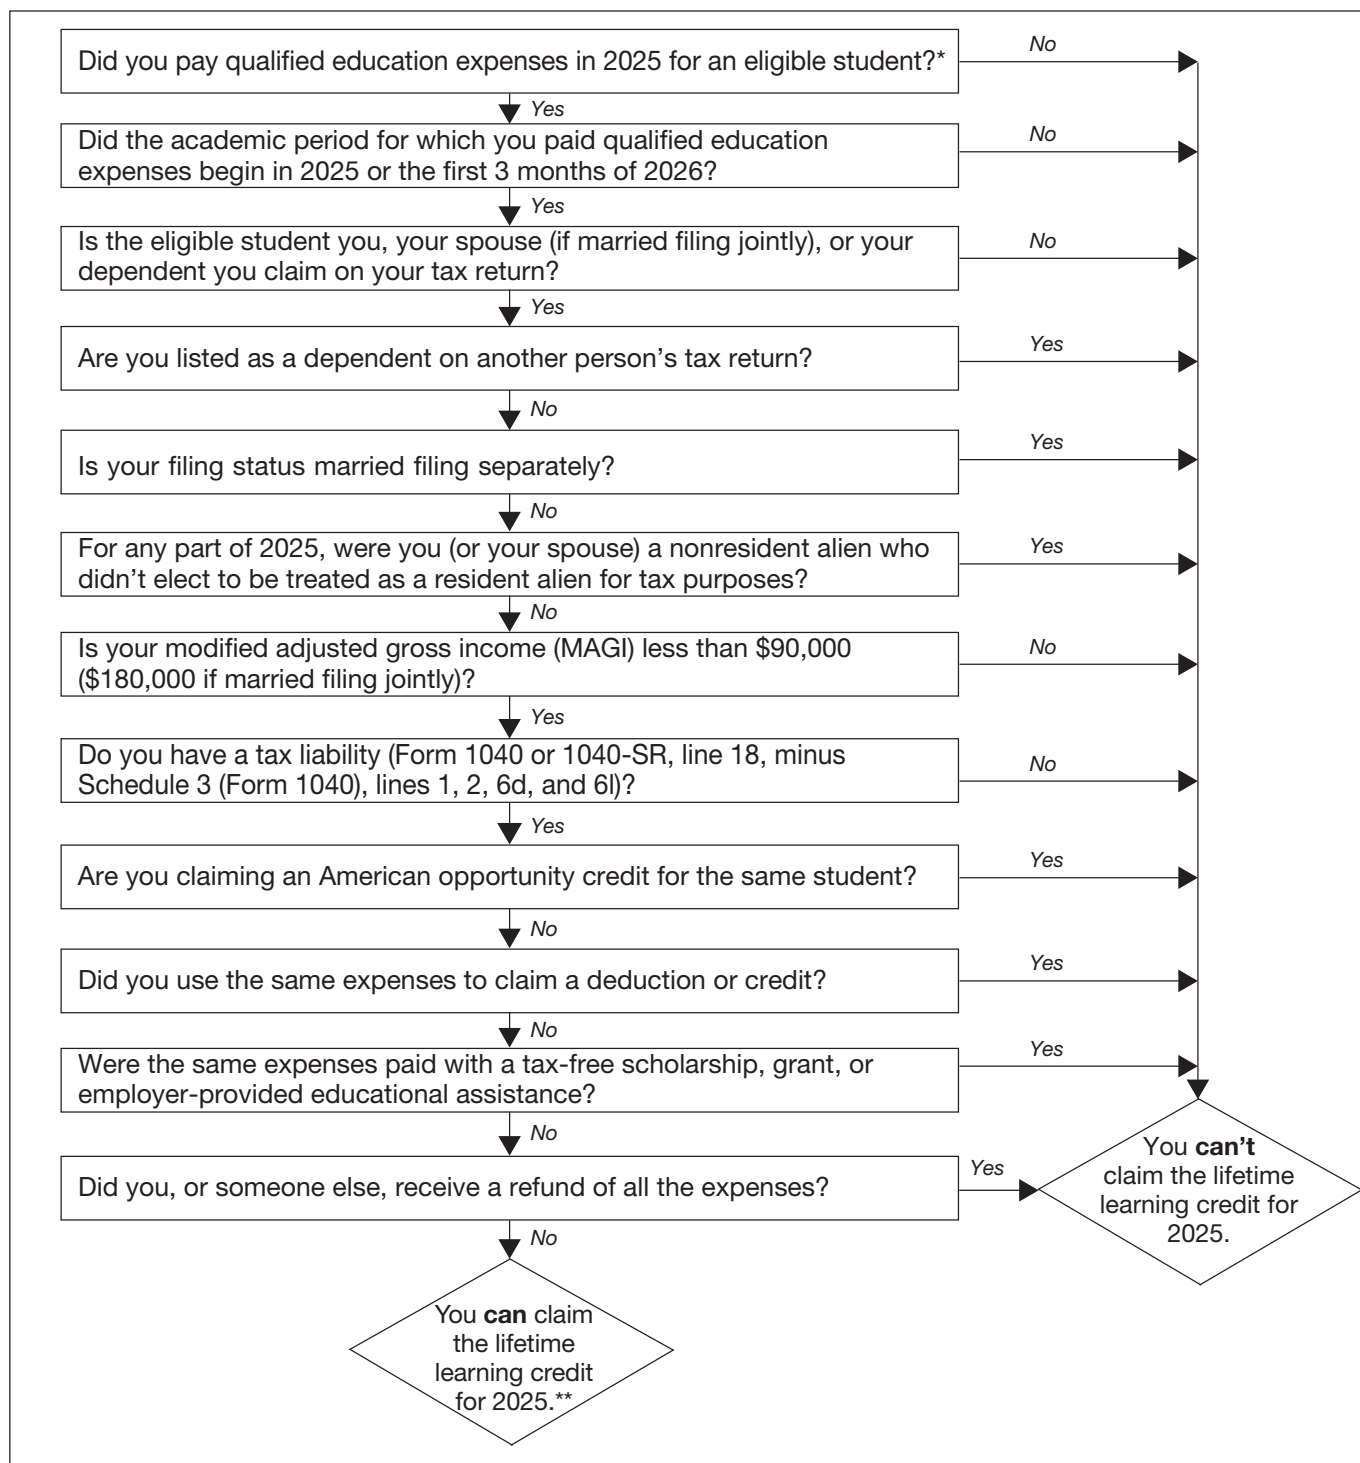 Did you pay qualified education expenses in 2025 for an eligible student?*
No
Yes
Did the academic period for which you paid qualified education
expenses begin in 2025 or the first 3 months of 2026?
No
Yes
Is the eligible student you, your spouse (if married filing jointly), or your
dependent you claim on your tax return?
No
Yes
Are you listed as a dependent on another person’s tax return?
Yes
No
Is your filing status married filing separately?
Yes
No
For any part of 2025, were you (or your spouse) a nonresident alien who
didn’t elect to be treated as a resident alien for tax purposes?
Yes
No
Is your modified adjusted gross income (MAGI) less than $90,000
($180,000 if married filing jointly)?
No
Yes
Do you have a tax liability (Form 1040 or 1040-SR, line 18, minus
Schedule 3 (Form 1040), lines 1, 2, 6d, and 6l)?
No
Yes
Are you claiming an American opportunity credit for the same student?
Yes
No
Did you use the same expenses to claim a deduction or credit?
Yes
No
Were the same expenses paid with a tax-free scholarship, grant, or
employer-provided educational assistance?
Yes
No
Did you, or someone else, receive a refund of all the expenses?
Yes
You can’t
claim the lifetime
learning credit for
2025.
No
You can claim
the lifetime
learning credit
for 2025.**